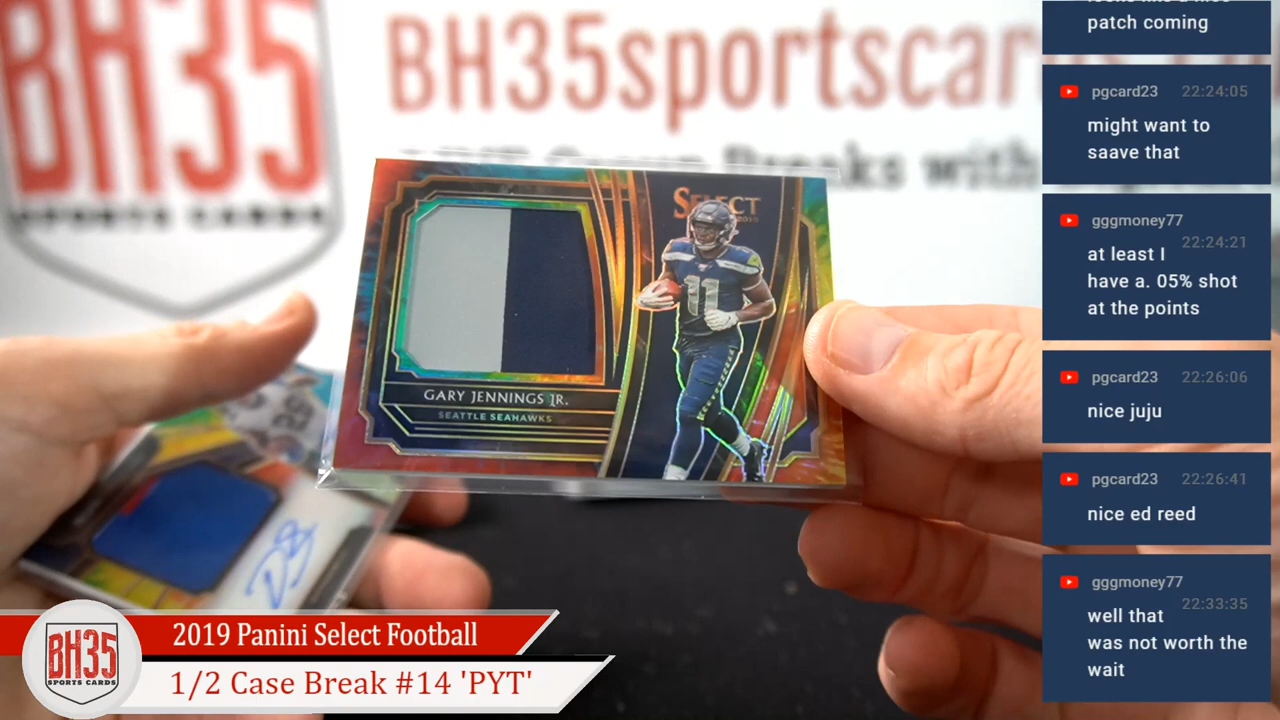 BH35
SPORTS CARDS
BH35sportscar
SELECT
2019
11
GARY JENNINGS JR.
SEATTLE SEAHAWKS
patch coming
pgcard23 22:24:05
might want to
saave that
gggmoney77
22:24:21
at least I
have a. 05% shot
at the points
pgcard23 22:26:06
nice juju
pgcard23 22:26:41
nice ed reed
gggmoney77
22:33:35
well that
was not worth the
wait
BH35
SPORTS CARDS
2019 Panini Select Football
1/2 Case Break #14 'PYT'